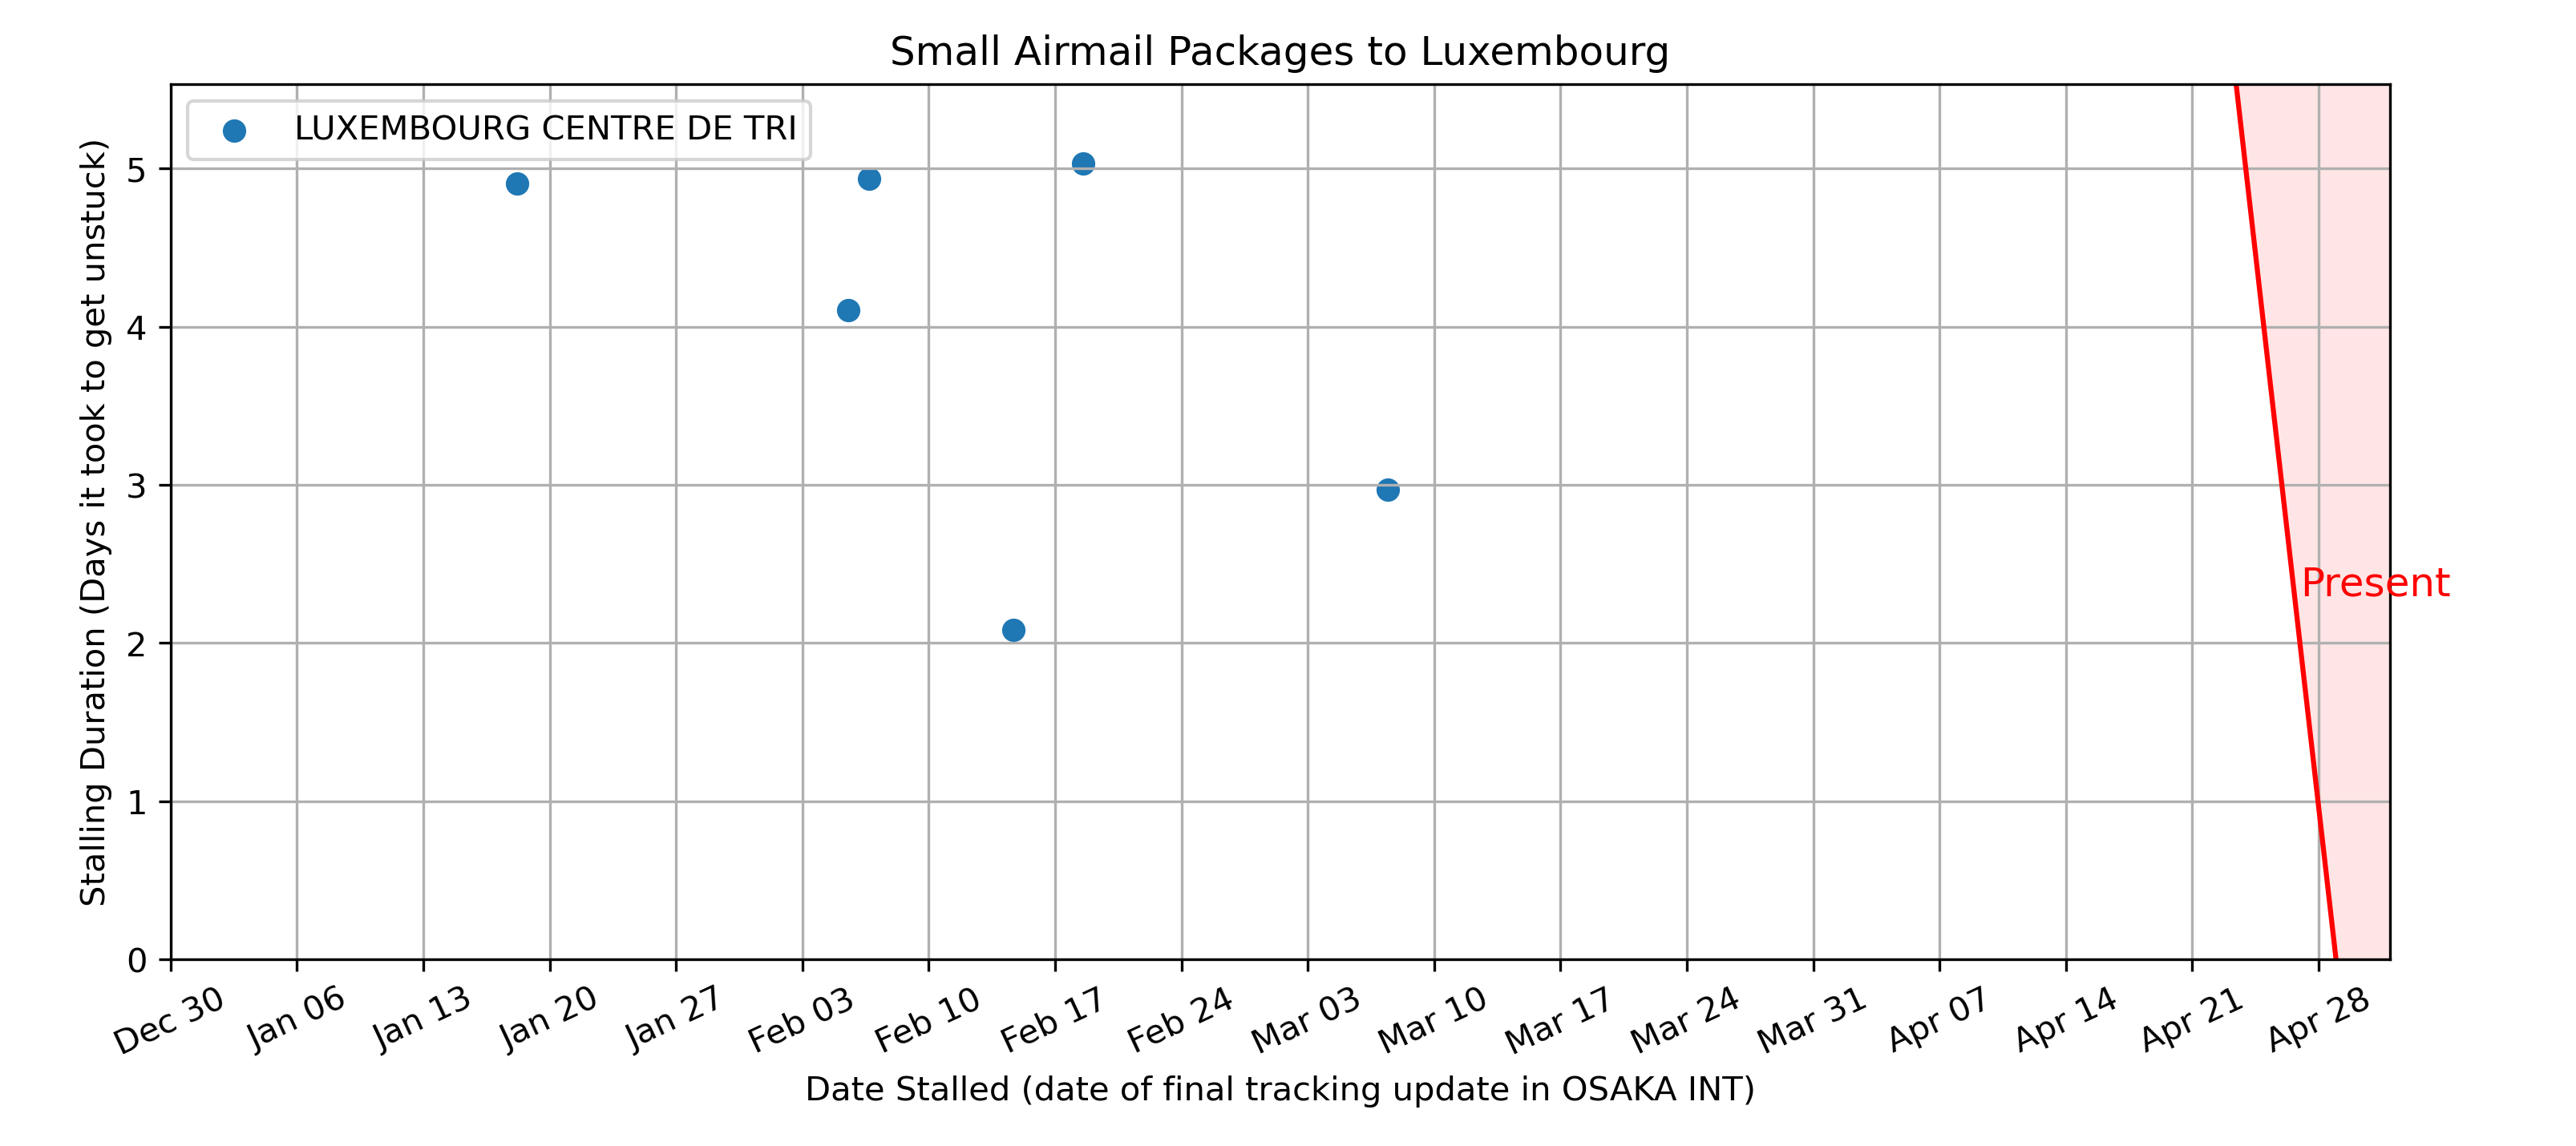 Small Airmail Packages to Luxembourg
LUXEMBOURG CENTRE DE TRI
Stalling Duration (Days it took to get unstuck)
5
4
3
2
1
0
Present
Dec 30
Jan 06
Jan 13
Jan 20
Jan 27
Feb 03
Feb 10
Feb 17
Feb 24
Mar 03
Mar 10
Mar 17
Mar 24
Mar 31
Apr 07
Apr 14
Apr 21
Apr 28
Date Stalled (date of final tracking update in OSAKA INT)